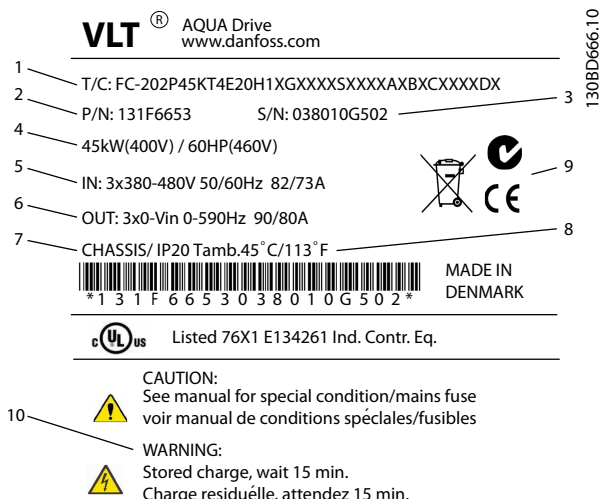 VLT ® AQUA Drive
www.danfoss.com
130BD666.10
1
T/C: FC-202P45KT4E20H1XGXXXXSXXXXAXBXCXXXXDX
2
P/N: 131F6653 S/N: 038010G502
3
4
45kW(400V) / 60HP(460V)
5
IN: 3x380-480V 50/60Hz 82/73A
9
6
OUT: 3x0-Vin 0-590Hz 90/80A
7
CHASSIS/ IP20 Tamb.45˚C/113˚F
8
CE
*131F6653038010G502*
MADE IN
DENMARK
c UL us Listed 76X1 E134261 Ind. Contr. Eq.
CAUTION:
See manual for special condition/mains fuse
voir manual de conditions spéclales/fusibles
10
WARNING:
Stored charge, wait 15 min.
Charge residuélle, attendez 15 min.